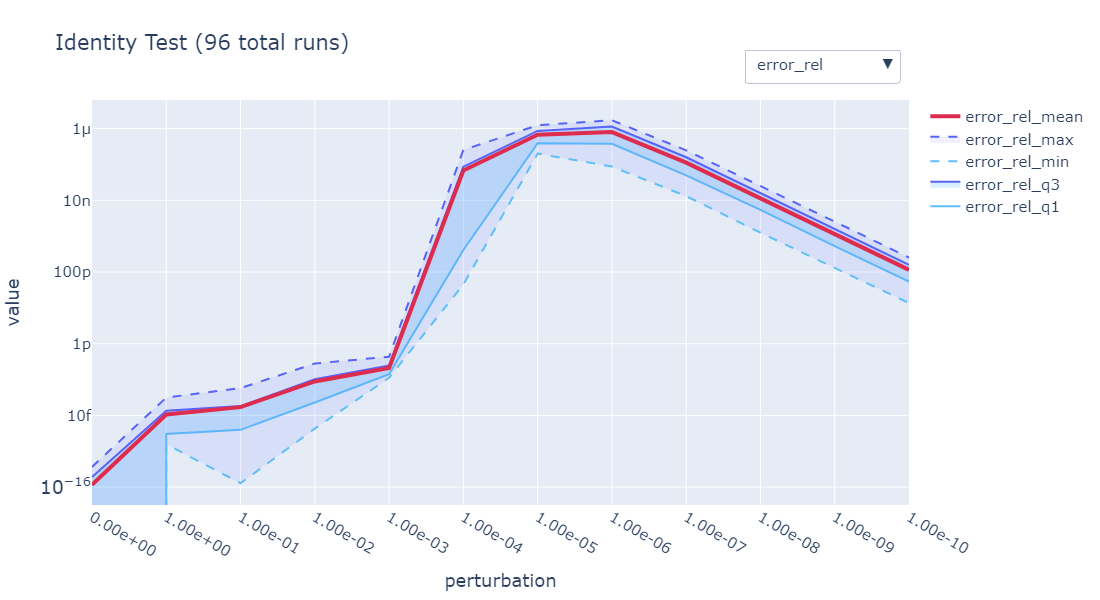 Identity Test (96 total runs)
error_rel ▼
error_rel_mean
error_rel_max
error_rel_min
error_rel_q3
error_rel_q1
value
1μ
10n
100p
1p
10f
10−16
0.00e+00
1.00e+00
1.00e-01
1.00e-02
1.00e-03
1.00e-04
1.00e-05
1.00e-06
1.00e-07
1.00e-08
1.00e-09
1.00e-10
perturbation